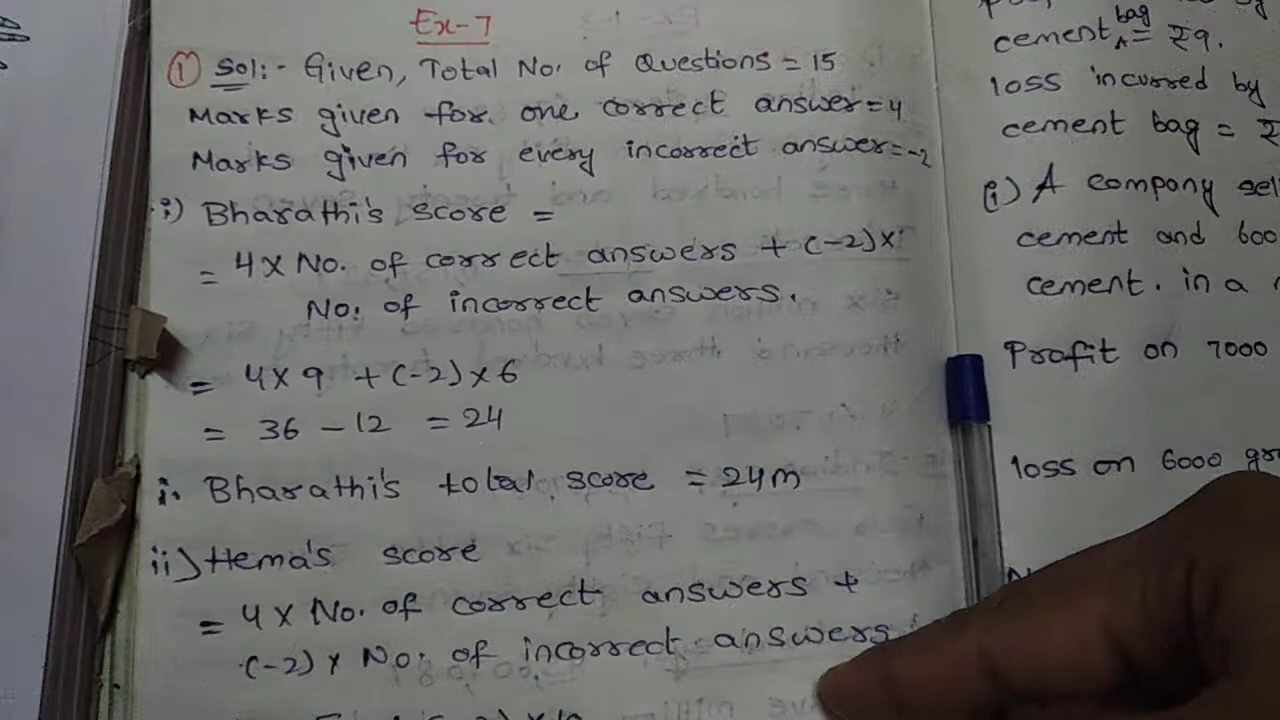 Ex-7
① Sol:- Given, Total No. of Questions = 15
Marks given for one correct answer = 4
Marks given for every incorrect answer = -2
i) Bharathi's score =
= 4 x No. of correct answers + (-2) x
No. of incorrect answers.
= 4 x 9 + (-2) x 6
= 36 - 12 = 24
i. Bharathi's total score = 24m
ii) Hema's score
= 4 x No. of correct answers +
(-2) x No. of incorrect answers
bag
cement A = ₹9.
loss incurred by
cement bag = ₹
(i) A company sel
cement and 600
cement. in a
Profit on 7000
loss on 6000 gr